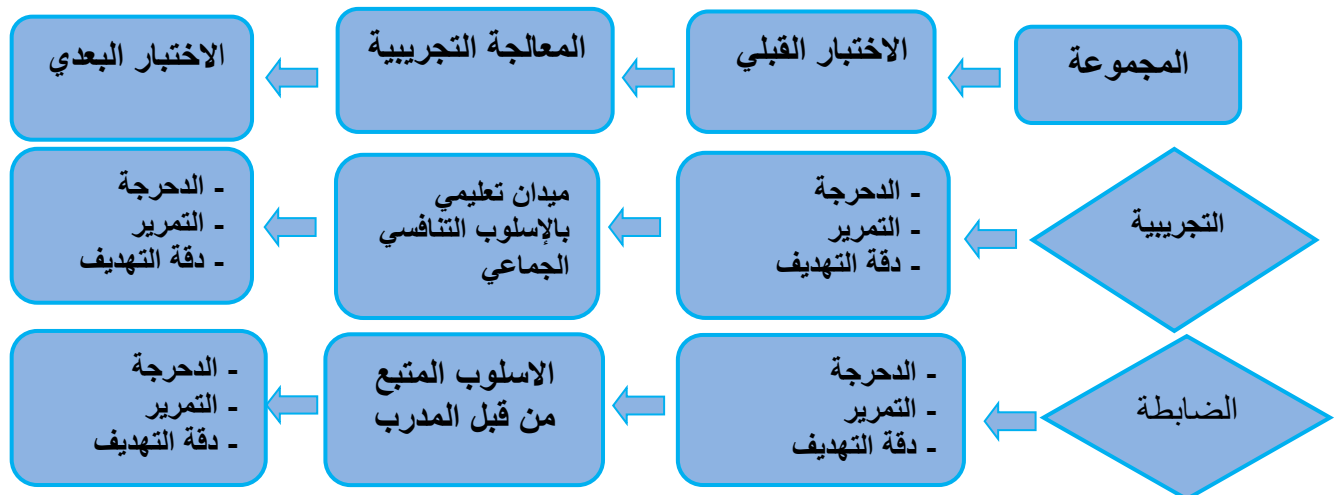 المجموعة
الاختبار القبلي
المعالجة التجريبية
الاختبار البعدي
التجريبية
- الدحرجة
- التمرير
- دقة التهديف
ميدان تعليمي
بالإسلوب التنافسي
الجماعي
- الدحرجة
- التمرير
- دقة التهديف
الضابطة
- الدحرجة
- التمرير
- دقة التهديف
الاسلوب المتبع
من قبل المدرب
- الدحرجة
- التمرير
- دقة التهديف